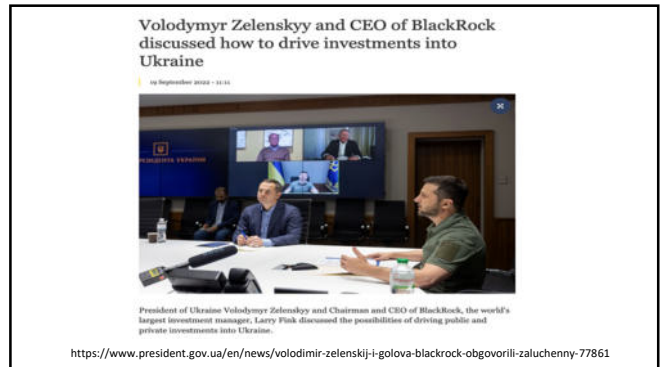 Volodymyr Zelenskyy and CEO of BlackRock
discussed how to drive investments into
Ukraine
19 September 2022 - 11:11
President of Ukraine Volodymyr Zelenskyy and Chairman and CEO of BlackRock, the world's
largest investment manager, Larry Fink discussed the possibilities of driving public and
private investments into Ukraine.
https://www.president.gov.ua/en/news/volodimir-zelenskij-i-golova-blackrock-obgovorili-zaluchenny-77861